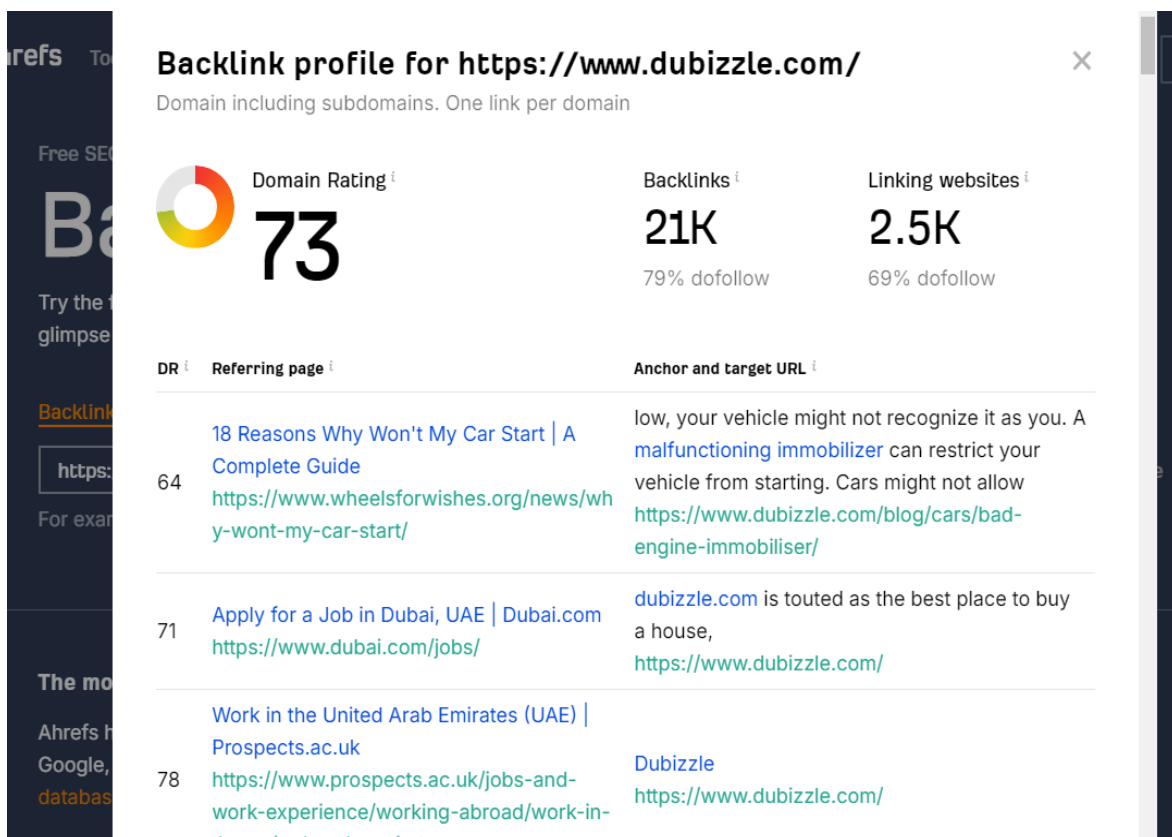 Backlink profile for https://www.dubizzle.com/
Domain including subdomains. One link per domain
refs
Free SEO
Ba
Try the f
glimpse
Backlink
https:
For exam
The mo
Ahrefs h
Google,
databas
Domain Rating i
73
Backlinks i
21K
79% dofollow
Linking websites i
2.5K
69% dofollow
DR i Referring page i Anchor and target URL i
64
18 Reasons Why Won't My Car Start | A
Complete Guide
https://www.wheelsforwishes.org/news/wh
y-wont-my-car-start/
low, your vehicle might not recognize it as you. A
malfunctioning immobilizer can restrict your
vehicle from starting. Cars might not allow
https://www.dubizzle.com/blog/cars/bad-
engine-immobiliser/
71
Apply for a Job in Dubai, UAE | Dubai.com
https://www.dubai.com/jobs/
dubizzle.com is touted as the best place to buy
a house,
https://www.dubizzle.com/
78
Work in the United Arab Emirates (UAE) |
Prospects.ac.uk
https://www.prospects.ac.uk/jobs-and-
work-experience/working-abroad/work-in-
Dubizzle
https://www.dubizzle.com/